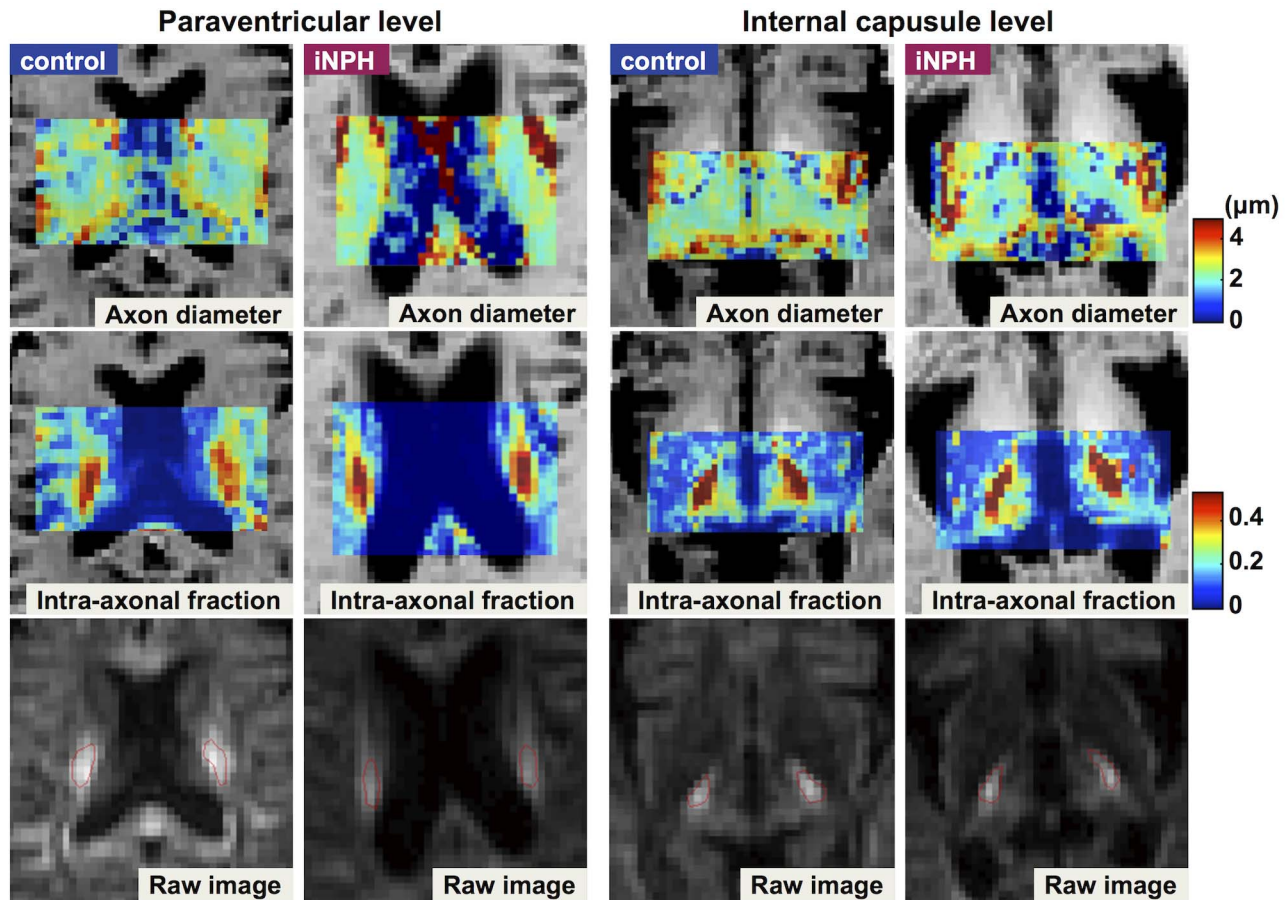 Paraventricular level
Internal capusule level
control
iNPH
control
iNPH
(μm)
4
2
0
Axon diameter
Axon diameter
Axon diameter
Axon diameter
0.4
0.2
0
Intra-axonal fraction
Intra-axonal fraction
Intra-axonal fraction
Intra-axonal fraction
Raw image
Raw image
Raw image
Raw image